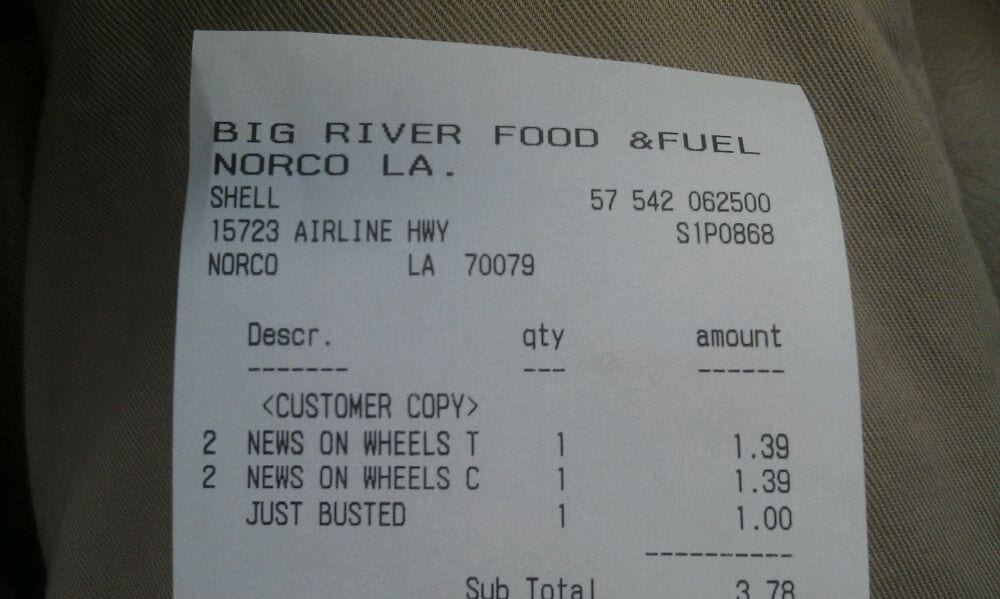 BIG RIVER FOOD &FUEL
NORCO LA.
SHELL 57 542 062500
15723 AIRLINE HWY S1P0868
NORCO LA 70079
Descr. qty amount
------- --- ------
<CUSTOMER COPY>
2 NEWS ON WHEELS T 1 1.39
2 NEWS ON WHEELS C 1 1.39
JUST BUSTED 1 1.00
----------
Sub Total 3.78